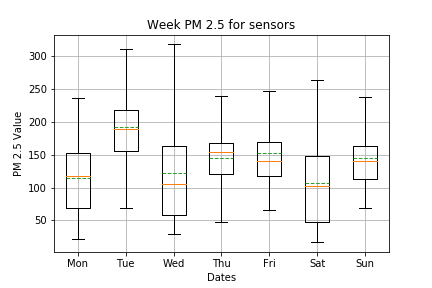 Week PM 2.5 for sensors
PM 2.5 Value
300
250
200
150
100
50
Mon Tue Wed Thu Fri Sat Sun
Dates